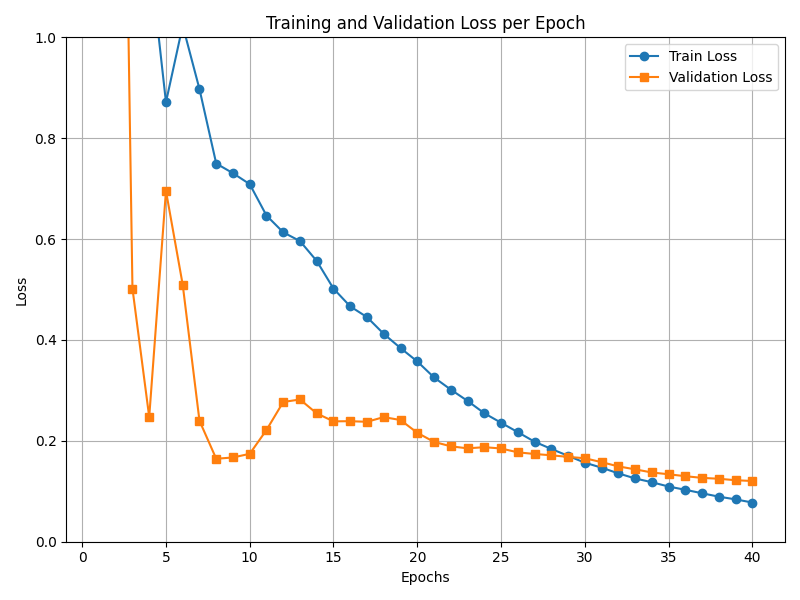 Training and Validation Loss per Epoch
Train Loss
Validation Loss
1.0
0.8
0.6
0.4
0.2
0.0
Loss
0 5 10 15 20 25 30 35 40
Epochs